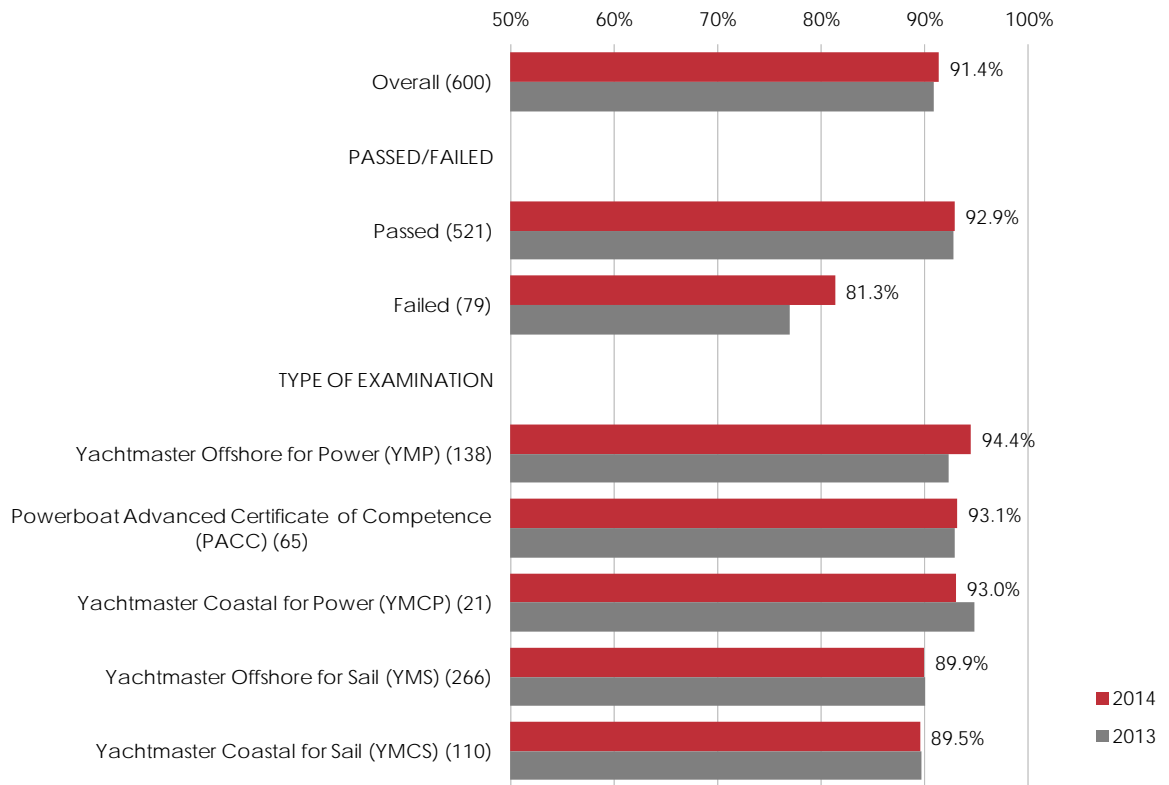 50% 60% 70% 80% 90% 100%
Overall (600) 91.4%
PASSED/FAILED
Passed (521) 92.9%
Failed (79) 81.3%
TYPE OF EXAMINATION
Yachtmaster Offshore for Power (YMP) (138) 94.4%
Powerboat Advanced Certificate of Competence
(PACC) (65) 93.1%
Yachtmaster Coastal for Power (YMCP) (21) 93.0%
Yachtmaster Offshore for Sail (YMS) (266) 89.9%
Yachtmaster Coastal for Sail (YMCS) (110) 89.5%
2014
2013